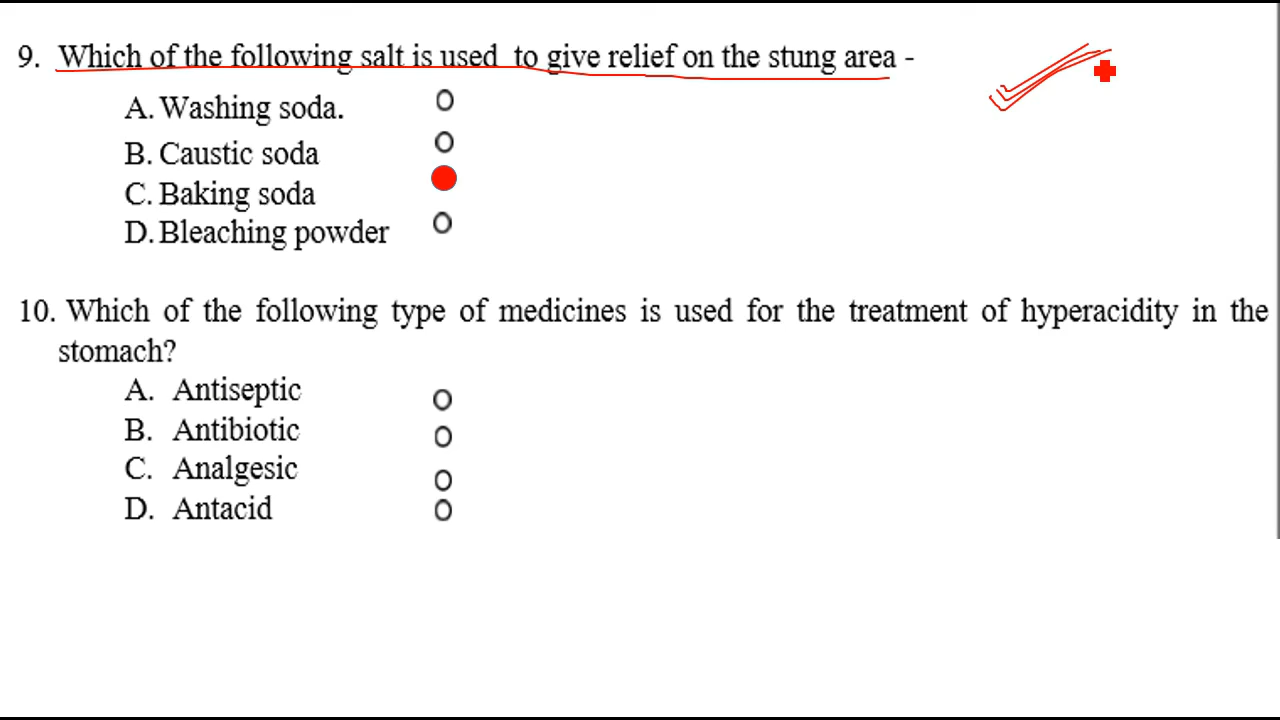 9. Which of the following salt is used to give relief on the stung area -
A. Washing soda.
B. Caustic soda
C. Baking soda
D. Bleaching powder
10. Which of the following type of medicines is used for the treatment of hyperacidity in the
stomach?
A. Antiseptic
B. Antibiotic
C. Analgesic
D. Antacid